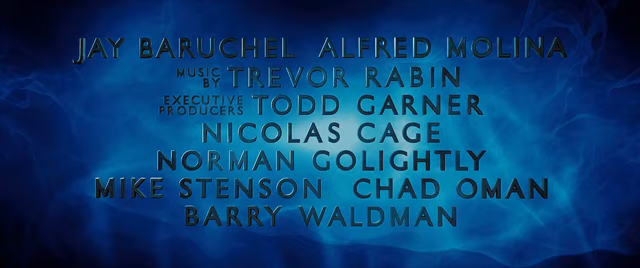 JAY BARUCHEL ALFRED MOLINA
MUSIC BY TREVOR RABIN
EXECUTIVE PRODUCERS TODD GARNER
NICOLAS CAGE
NORMAN GOLIGHTLY
MIKE STENSON CHAD OMAN
BARRY WALDMAN